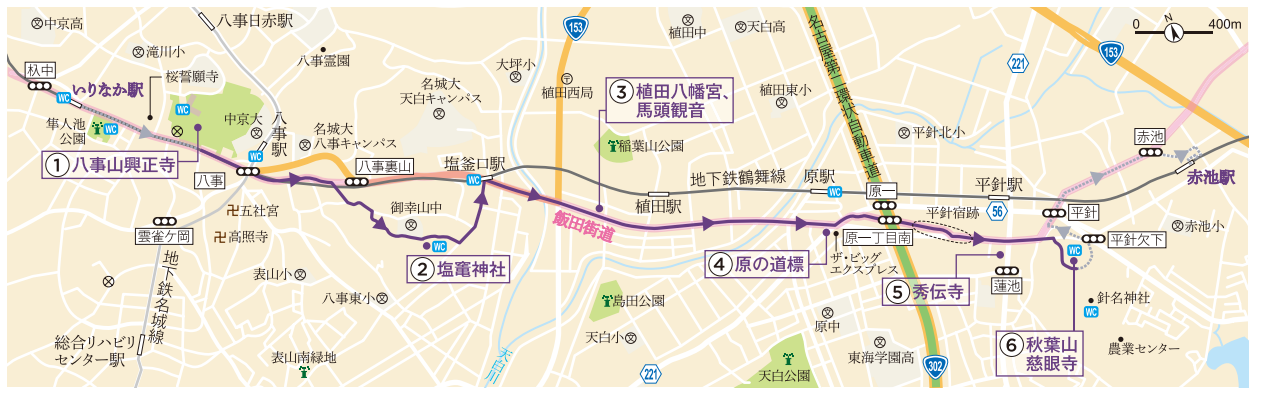 中京高
八事日赤駅
滝川小
153
植田中
天白高
名古屋第二環状自動車道
0
N
400m
221
153
杁中
いりなか駅
WC
桜誓願寺
八事霊園
名城大
天白キャンパス
大坪小
植田西局
③植田八幡宮、
馬頭観音
植田東小
隼人池
公園
WC
WC
中京大
八事駅
WC
名城大
八事キャンパス
平針北小
赤池
①八事山興正寺
八事
八事裏山
塩釜口駅
WC
稲葉山公園
地下鉄鶴舞線
原駅
WC
原一
平針駅
赤池駅
五社宮
高照寺
雲雀ケ岡
御幸山中
WC
植田駅
飯田街道
56
平針宿跡
平針
赤池小
平針欠下
WC
②塩竃神社
④原の道標
ザ・ビッグ
エクスプレス
原一丁目南
⑤秀伝寺
蓮池
地下鉄名城線
表山小
八事東小
島田公園
天白小
原中
針名神社
WC
総合リハビリ
センター駅
表山南緑地
天白川
221
天白公園
東海学園高
302
⑥秋葉山
慈眼寺
農業センター